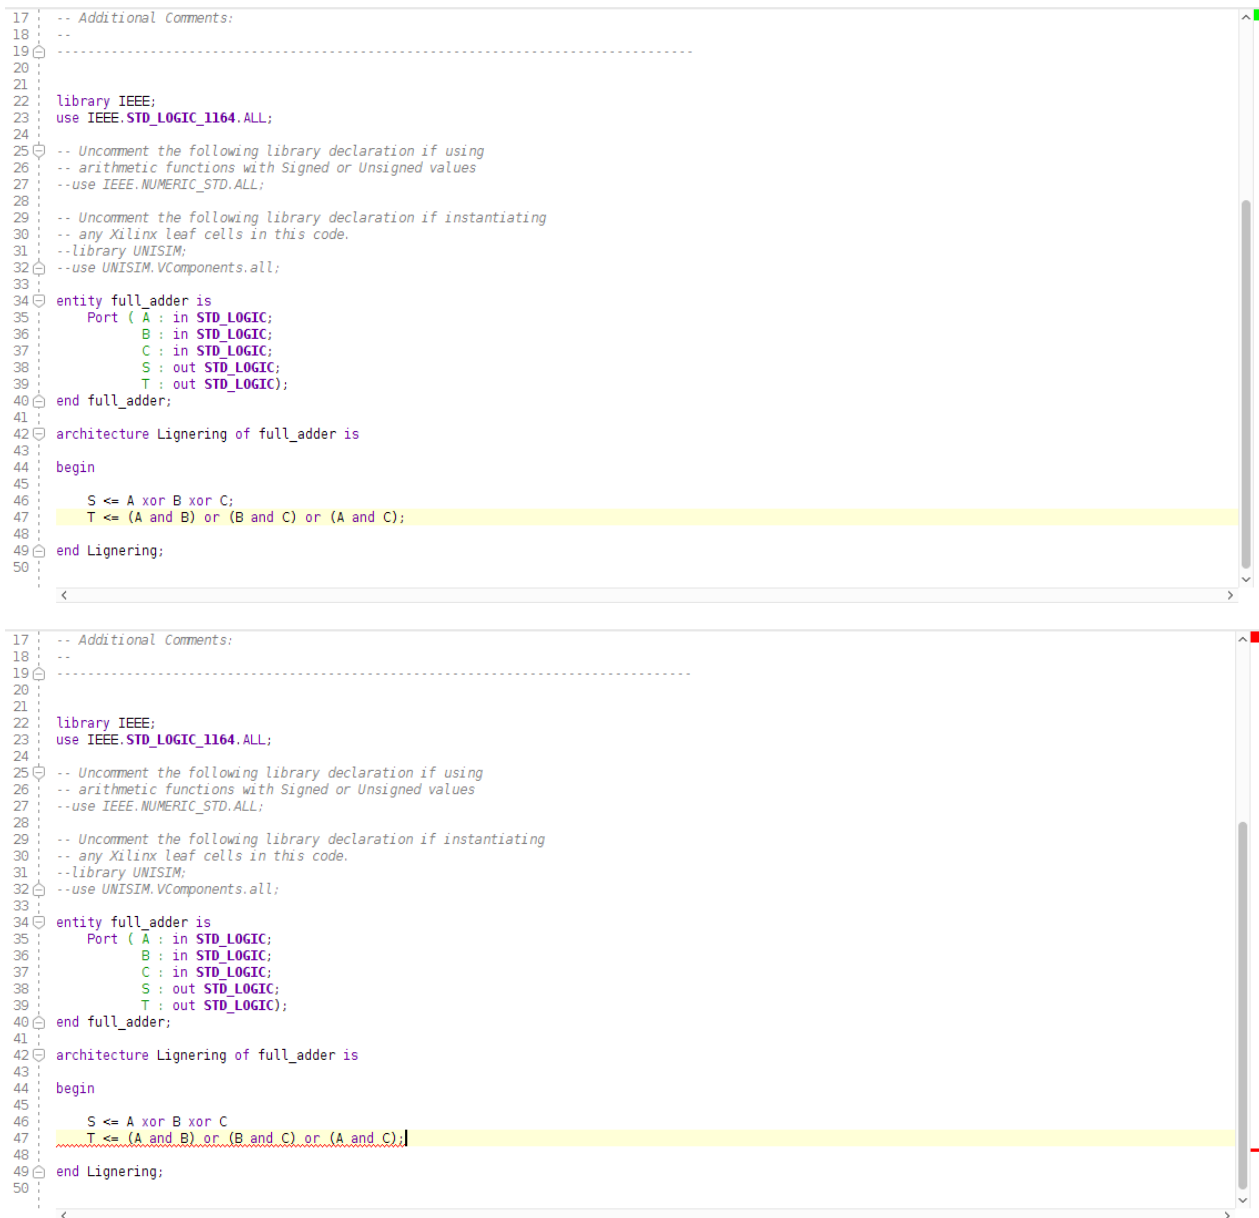 17 -- Additional Comments:
18 --
19 ----------------------------------------------------------------------------------
20
21
22 library IEEE;
23 use IEEE.STD_LOGIC_1164.ALL;
24
25 -- Uncomment the following library declaration if using
26 -- arithmetic functions with Signed or Unsigned values
27 --use IEEE.NUMERIC_STD.ALL;
28
29 -- Uncomment the following library declaration if instantiating
30 -- any Xilinx leaf cells in this code.
31 --library UNISIM;
32 --use UNISIM.VComponents.all;
33
34 entity full_adder is
35     Port ( A : in STD_LOGIC;
36            B : in STD_LOGIC;
37            C : in STD_LOGIC;
38            S : out STD_LOGIC;
39            T : out STD_LOGIC);
40 end full_adder;
41
42 architecture Lignering of full_adder is
43
44 begin
45
46     S <= A xor B xor C;
47     T <= (A and B) or (B and C) or (A and C);
48
49 end Lignering;
50
17 -- Additional Comments:
18 --
19 ----------------------------------------------------------------------------------
20
21
22 library IEEE;
23 use IEEE.STD_LOGIC_1164.ALL;
24
25 -- Uncomment the following library declaration if using
26 -- arithmetic functions with Signed or Unsigned values
27 --use IEEE.NUMERIC_STD.ALL;
28
29 -- Uncomment the following library declaration if instantiating
30 -- any Xilinx leaf cells in this code.
31 --library UNISIM;
32 --use UNISIM.VComponents.all;
33
34 entity full_adder is
35     Port ( A : in STD_LOGIC;
36            B : in STD_LOGIC;
37            C : in STD_LOGIC;
38            S : out STD_LOGIC;
39            T : out STD_LOGIC);
40 end full_adder;
41
42 architecture Lignering of full_adder is
43
44 begin
45
46     S <= A xor B xor C
47     T <= (A and B) or (B and C) or (A and C);
48
49 end Lignering;
50